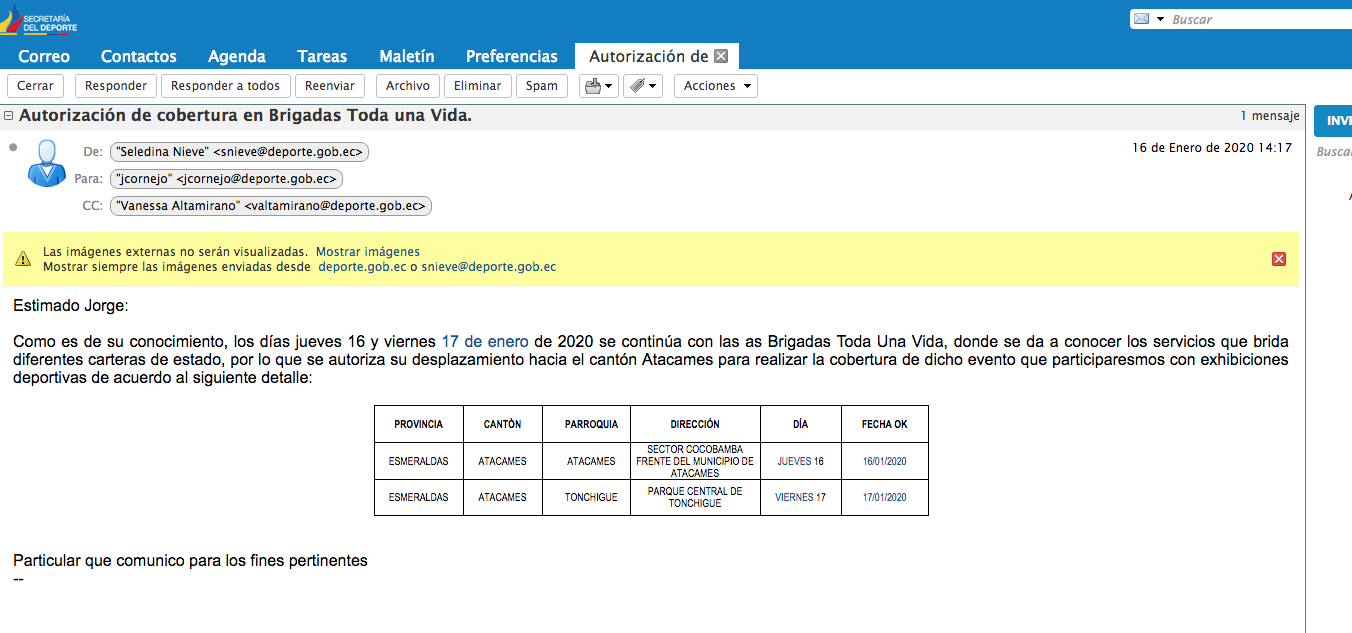 SECRETARÍA
DEL DEPORTE
Buscar
Correo Contactos Agenda Tareas Maletín Preferencias Autorización de
Cerrar Responder Responder a todos Reenviar Archivo Eliminar Spam Acciones
Autorización de cobertura en Brigadas Toda una Vida. 1 mensaje
INVI
De: "Seledina Nieve" <snieve@deporte.gob.ec> 16 de Enero de 2020 14:17
Busca
Para: "jcornejo" <jcornejo@deporte.gob.ec>
CC: "Vanessa Altamirano" <valtamirano@deporte.gob.ec>
Las imágenes externas no serán visualizadas. Mostrar imágenes
Mostrar siempre las imágenes enviadas desde deporte.gob.ec o snieve@deporte.gob.ec
Estimado Jorge:
Como es de su conocimiento, los días jueves 16 y viernes 17 de enero de 2020 se continúa con las as Brigadas Toda Una Vida, donde se da a conocer los servicios que brida
diferentes carteras de estado, por lo que se autoriza su desplazamiento hacia el cantón Atacames para realizar la cobertura de dicho evento que participaresmos con exhibiciones
deportivas de acuerdo al siguiente detalle:
PROVINCIA CANTÒN PARROQUIA DIRECCIÓN DÍA FECHA OK
ESMERALDAS ATACAMES ATACAMES SECTOR COCOBAMBA
FRENTE DEL MUNICIPIO DE
ATACAMES JUEVES 16 16/01/2020
ESMERALDAS ATACAMES TONCHIGUE PARQUE CENTRAL DE
TONCHIGUE VIERNES 17 17/01/2020
Particular que comunico para los fines pertinentes
--